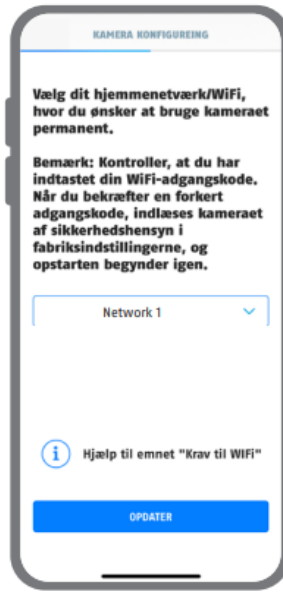 KAMERA KONFIGUREING
Vælg dit hjemmenetværk/WiFi,
hvor du ønsker at bruge kameraet
permanent.
Bemærk: Kontroller, at du har
indtastet din WiFi-adgangskode.
Når du bekræfter en forkert
adgangskode, indlæses kameraet
af sikkerhedshensyn i
fabriksindstillingerne, og
opstarten begynder igen.
Network 1
i
Hjælp til emnet "Krav til WIFi"
OPDATER